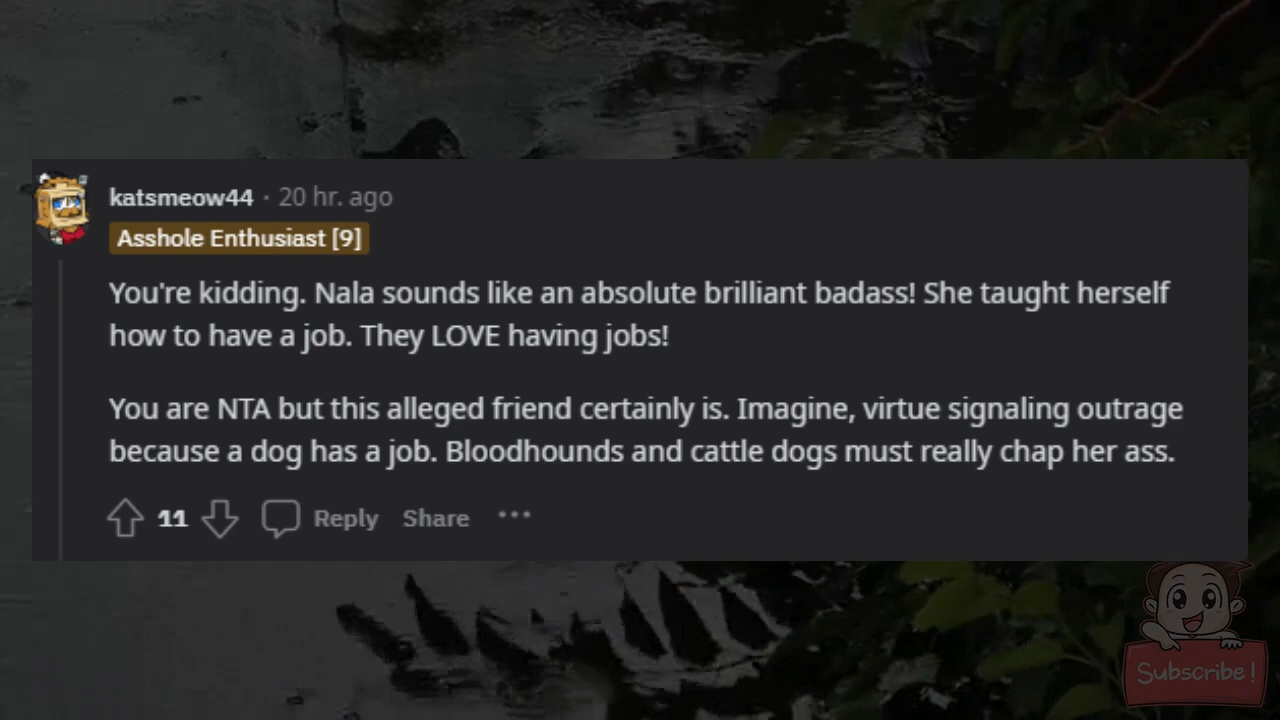 katsmeow44 · 20 hr. ago
Asshole Enthusiast [9]
You're kidding. Nala sounds like an absolute brilliant badass! She taught herself
how to have a job. They LOVE having jobs!
You are NTA but this alleged friend certainly is. Imagine, virtue signaling outrage
because a dog has a job. Bloodhounds and cattle dogs must really chap her ass.
11 Reply Share ···
Subscribe!